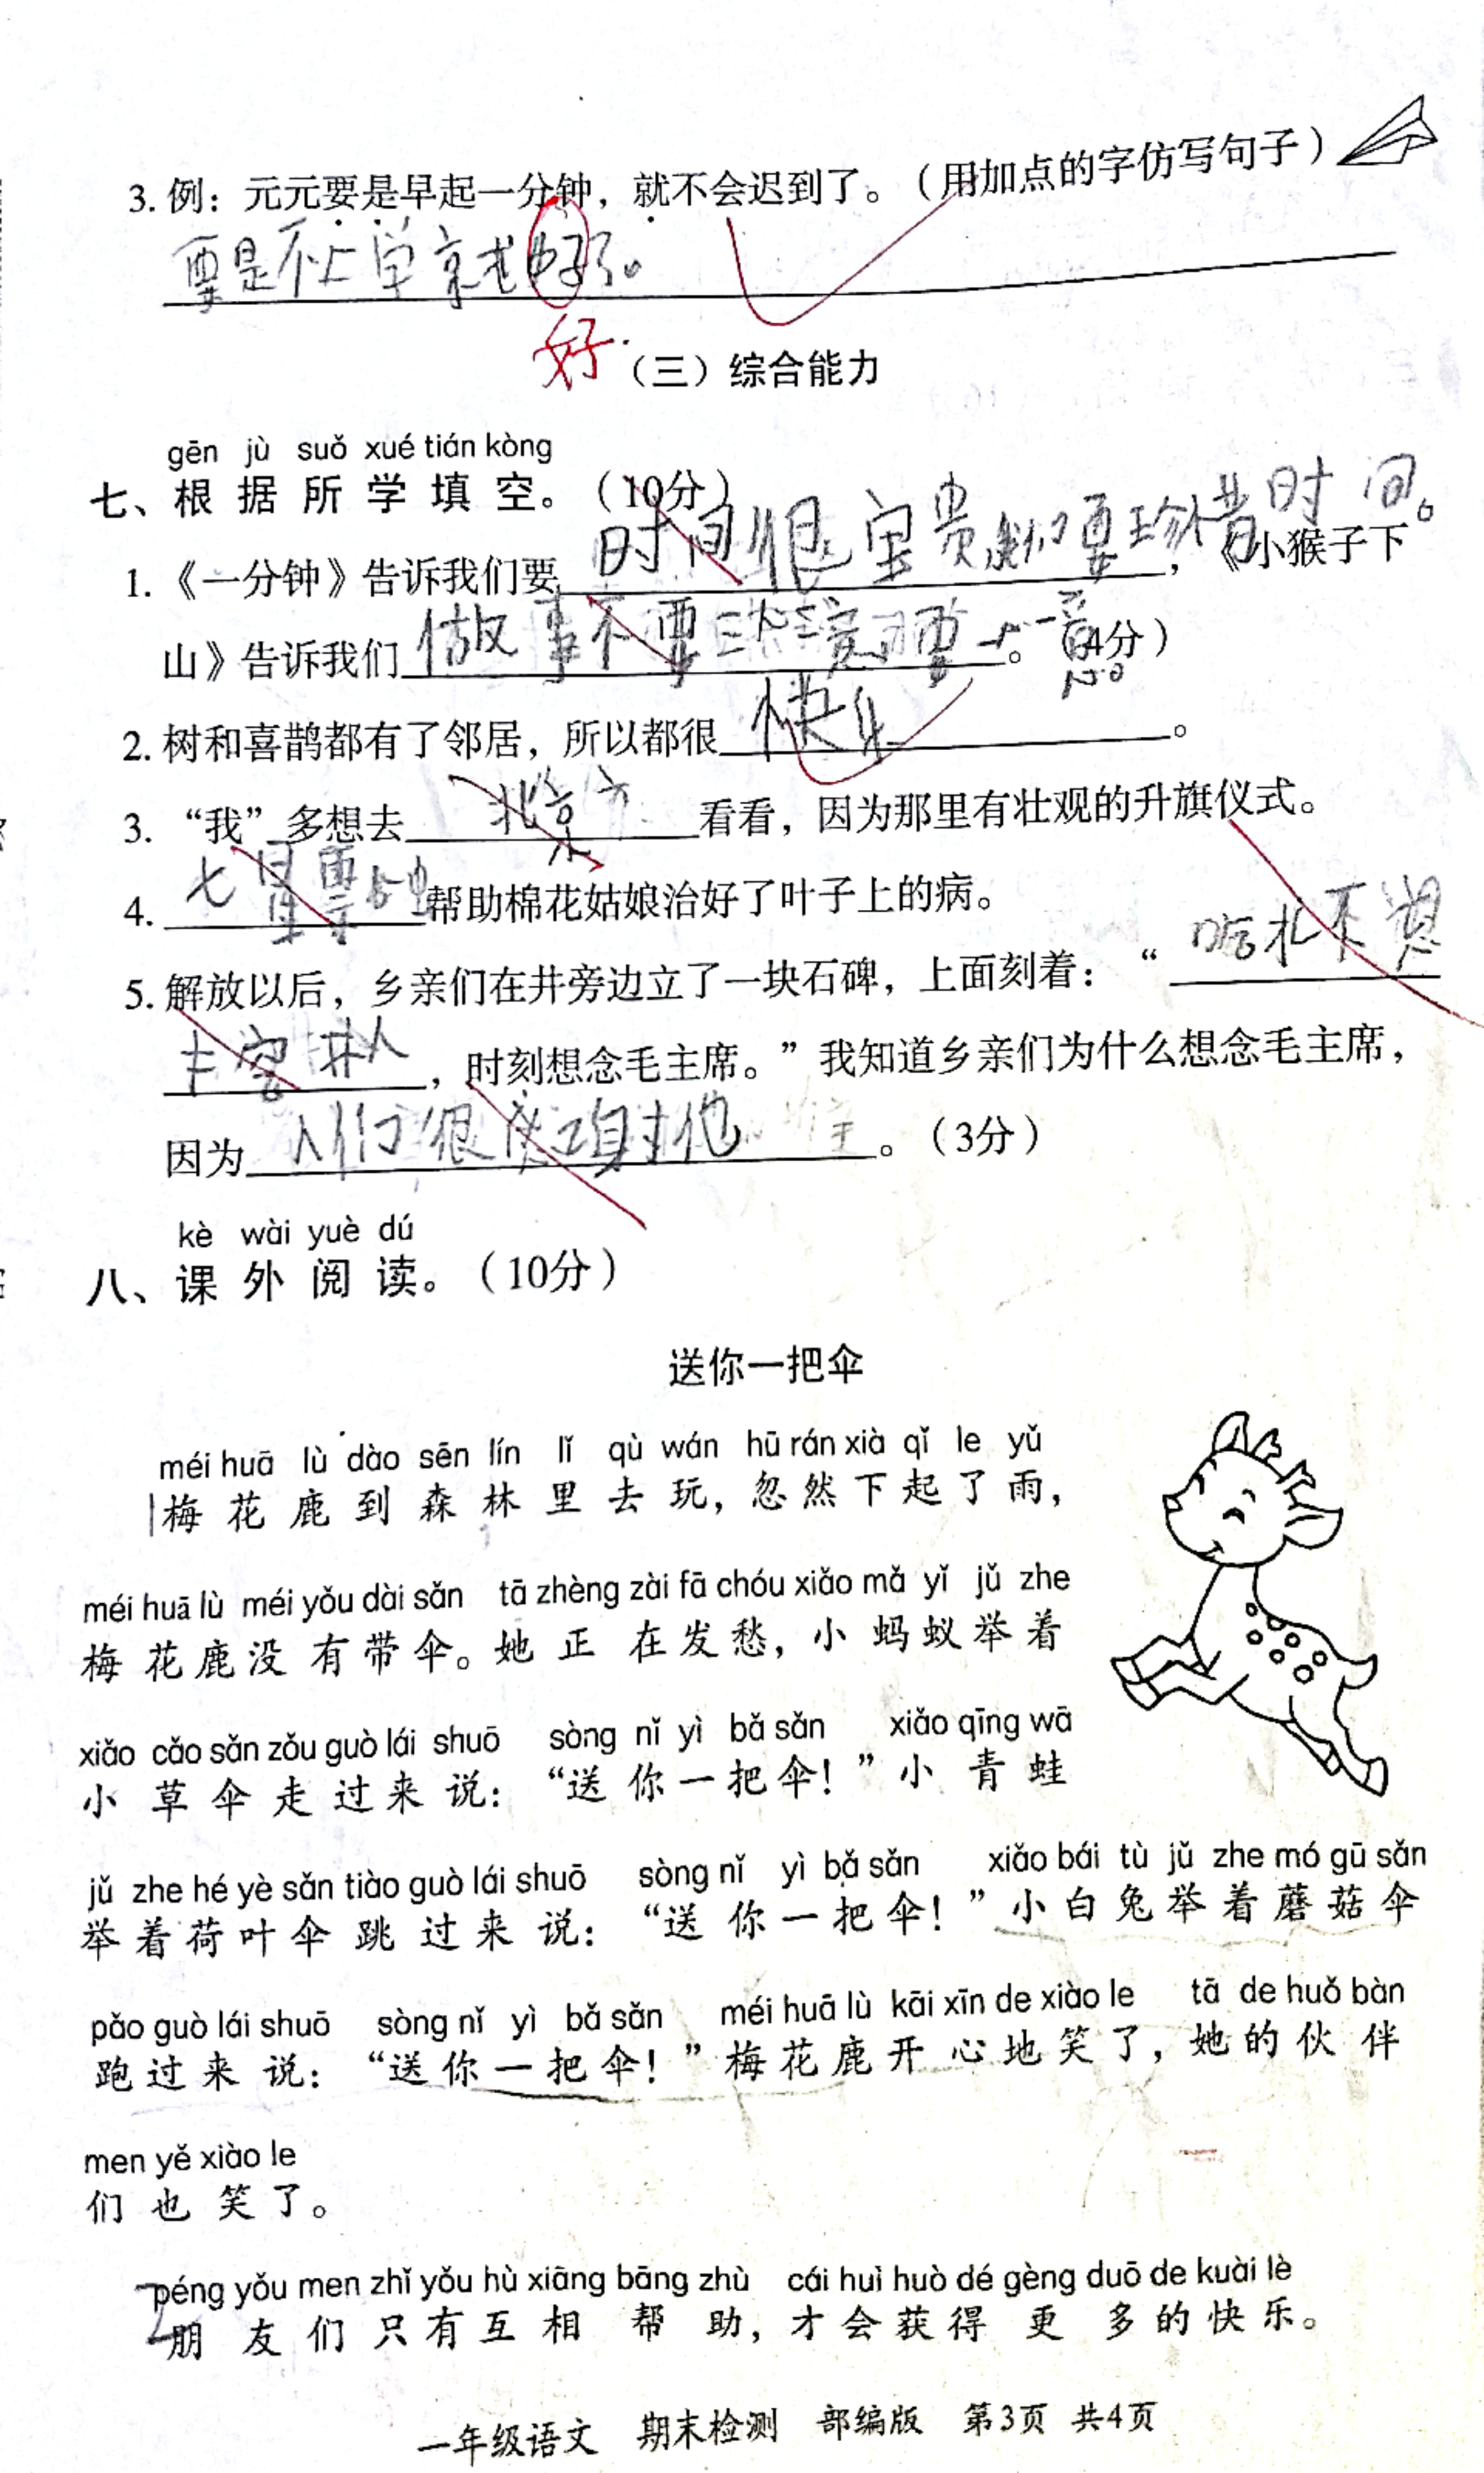 3. 例：元元要是早起一分钟，就不会迟到了。（用加点的字仿写句子）
要是不上学就好了。
好
（三）综合能力
gēn jù suǒ xué tián kòng
七、根据所学填空。（10分）
时间很宝贵我们要珍惜时间。
1.《一分钟》告诉我们要，《小猴子下
做事不要三心二意要一心一意
山》告诉我们。（4分）
2. 树和喜鹊都有了邻居，所以都很快乐。
3. “我”多想去北京看看，因为那里有壮观的升旗仪式。
4. 七星瓢虫帮助棉花姑娘治好了叶子上的病。
5. 解放以后，乡亲们在井旁边立了一块石碑，上面刻着：“吃水不忘
井人，时刻想念毛主席。”我知道乡亲们为什么想念毛主席，
因为人们很感对他。（3分）
kè wài yuè dú
八、课外阅读。（10分）
送你一把伞
méi huā lù dào sēn lín lǐ qù wán hū rán xià qǐ le yǔ
梅花鹿到森林里去玩，忽然下起了雨，
méi huā lù méi yǒu dài sǎn tā zhèng zài fā chóu xiǎo mǎ yǐ jǔ zhe
梅花鹿没有带伞。她正在发愁，小蚂蚁举着
xiǎo cǎo sǎn zǒu guò lái shuō sòng nǐ yì bǎ sǎn xiǎo qīng wā
小草伞走过来说：“送你一把伞！”小青蛙
jǔ zhe hé yè sǎn tiào guò lái shuō sòng nǐ yì bǎ sǎn xiǎo bái tù jǔ zhe mó gū sǎn
举着荷叶伞跳过来说：“送你一把伞！”小白兔举着蘑菇伞
pǎo guò lái shuō sòng nǐ yì bǎ sǎn méi huā lù kāi xīn de xiào le tā de huǒ bàn
跑过来说：“送你一把伞！”梅花鹿开心地笑了，她的伙伴
men yě xiào le
们也笑了。
péng yǒu men zhǐ yǒu hù xiāng bāng zhù cái huì huò dé gèng duō de kuài lè
朋友们只有互相帮助，才会获得更多的快乐。
一年级语文 期末检测 部编版 第3页 共4页